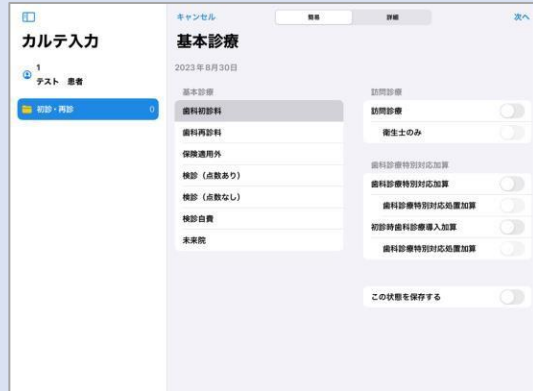 カルテ入力
1
テスト 患者
初診・再診 0
キャンセル
簡易 詳細
次へ
基本診療
2023年8月30日
基本診療
歯科初診料
歯科再診料
保険適用外
検診（点数あり）
検診（点数なし）
検診自費
未来院
訪問診療
訪問診療
衛生士のみ
歯科診療特別対応加算
歯科診療特別対応加算
歯科診療特別対応処置加算
初診時歯科診療導入加算
歯科診療特別対応処置加算
この状態を保存する